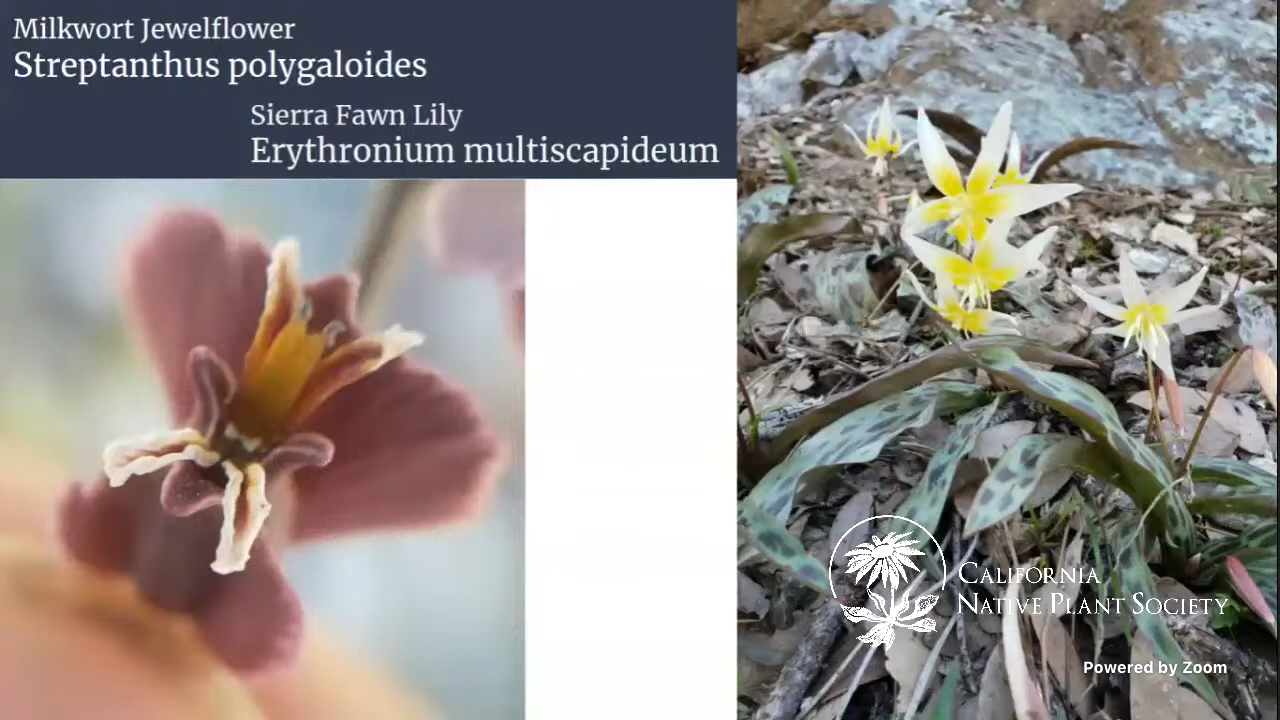 Milkwort Jewelflower
Streptanthus polygaloides
Sierra Fawn Lily
Erythronium multiscapideum
California
Native Plant Society
Powered by Zoom